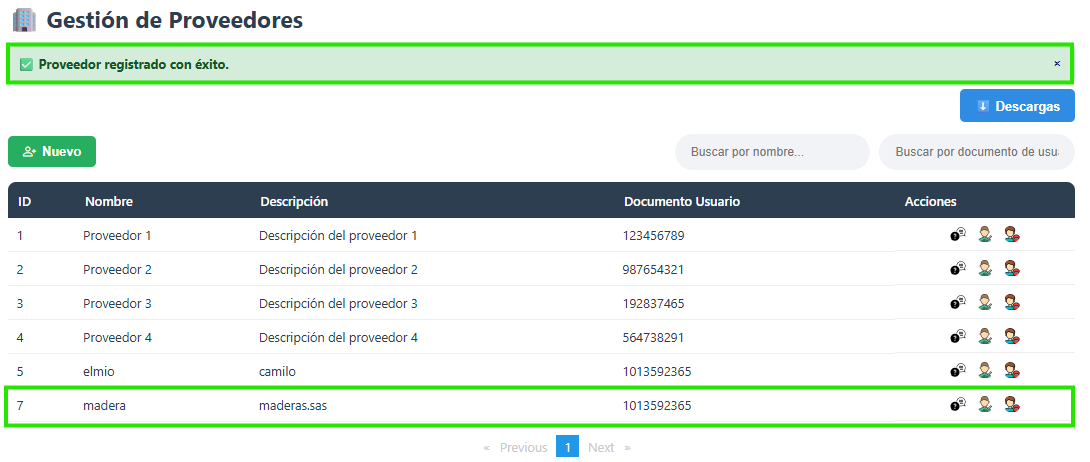 Gestión de Proveedores
Proveedor registrado con éxito. ×
Descargas
Nuevo Buscar por nombre... Buscar por documento de usua
ID Nombre Descripción Documento Usuario Acciones
1 Proveedor 1 Descripción del proveedor 1 123456789
2 Proveedor 2 Descripción del proveedor 2 987654321
3 Proveedor 3 Descripción del proveedor 3 192837465
4 Proveedor 4 Descripción del proveedor 4 564738291
5 elmio camilo 1013592365
7 madera maderas.sas 1013592365
« Previous 1 Next »